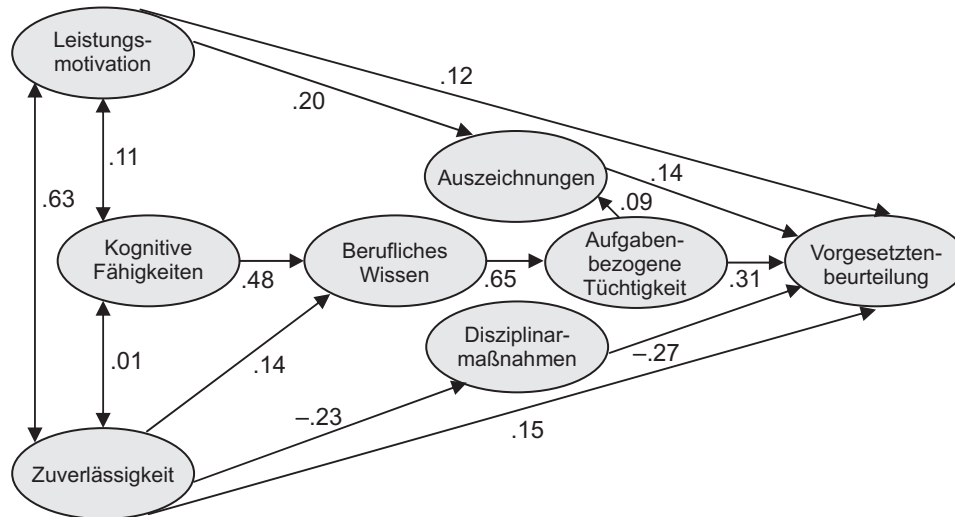 Leistungs-
motivation
.12
.20
.11
.63
Auszeichnungen
.14
.09
Kognitive
Fähigkeiten
.48
Berufliches
Wissen
.65
Aufgaben-
bezogene
Tüchtigkeit
.31
Vorgesetzten-
beurteilung
Disziplinar-
maßnahmen
–.27
.01
.14
–.23
.15
Zuverlässigkeit